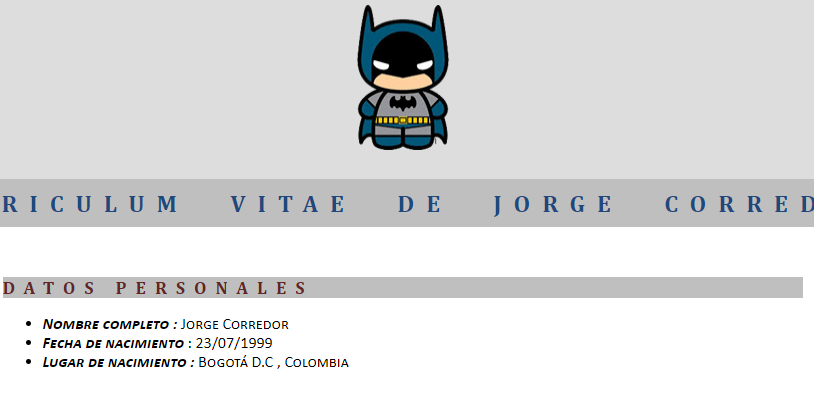 RICULUM VITAE DE JORGE CORRED
DATOS PERSONALES
• NOMBRE COMPLETO : JORGE CORREDOR
• FECHA DE NACIMIENTO : 23/07/1999
• LUGAR DE NACIMIENTO : BOGOTÁ D.C , COLOMBIA